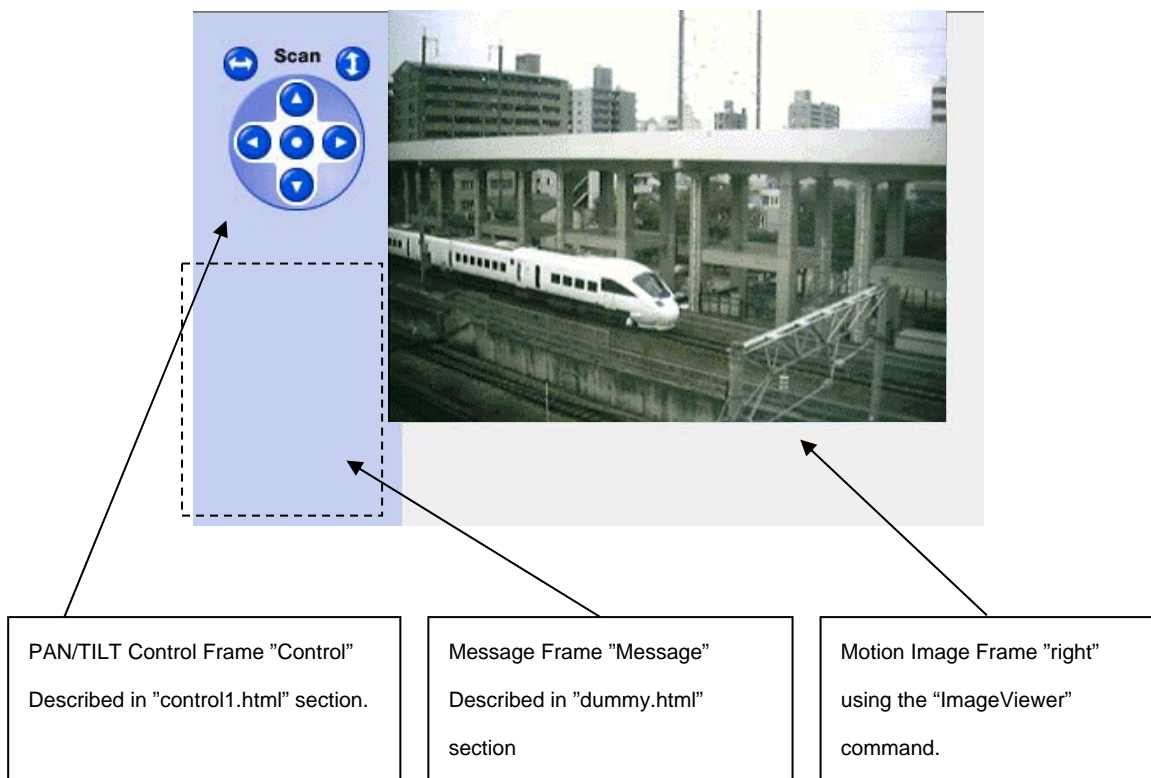 Scan
PAN/TILT Control Frame ”Control”
Described in ”control1.html” section.
Message Frame ”Message”
Described in ”dummy.html”
section
Motion Image Frame ”right”
using the “ImageViewer”
command.